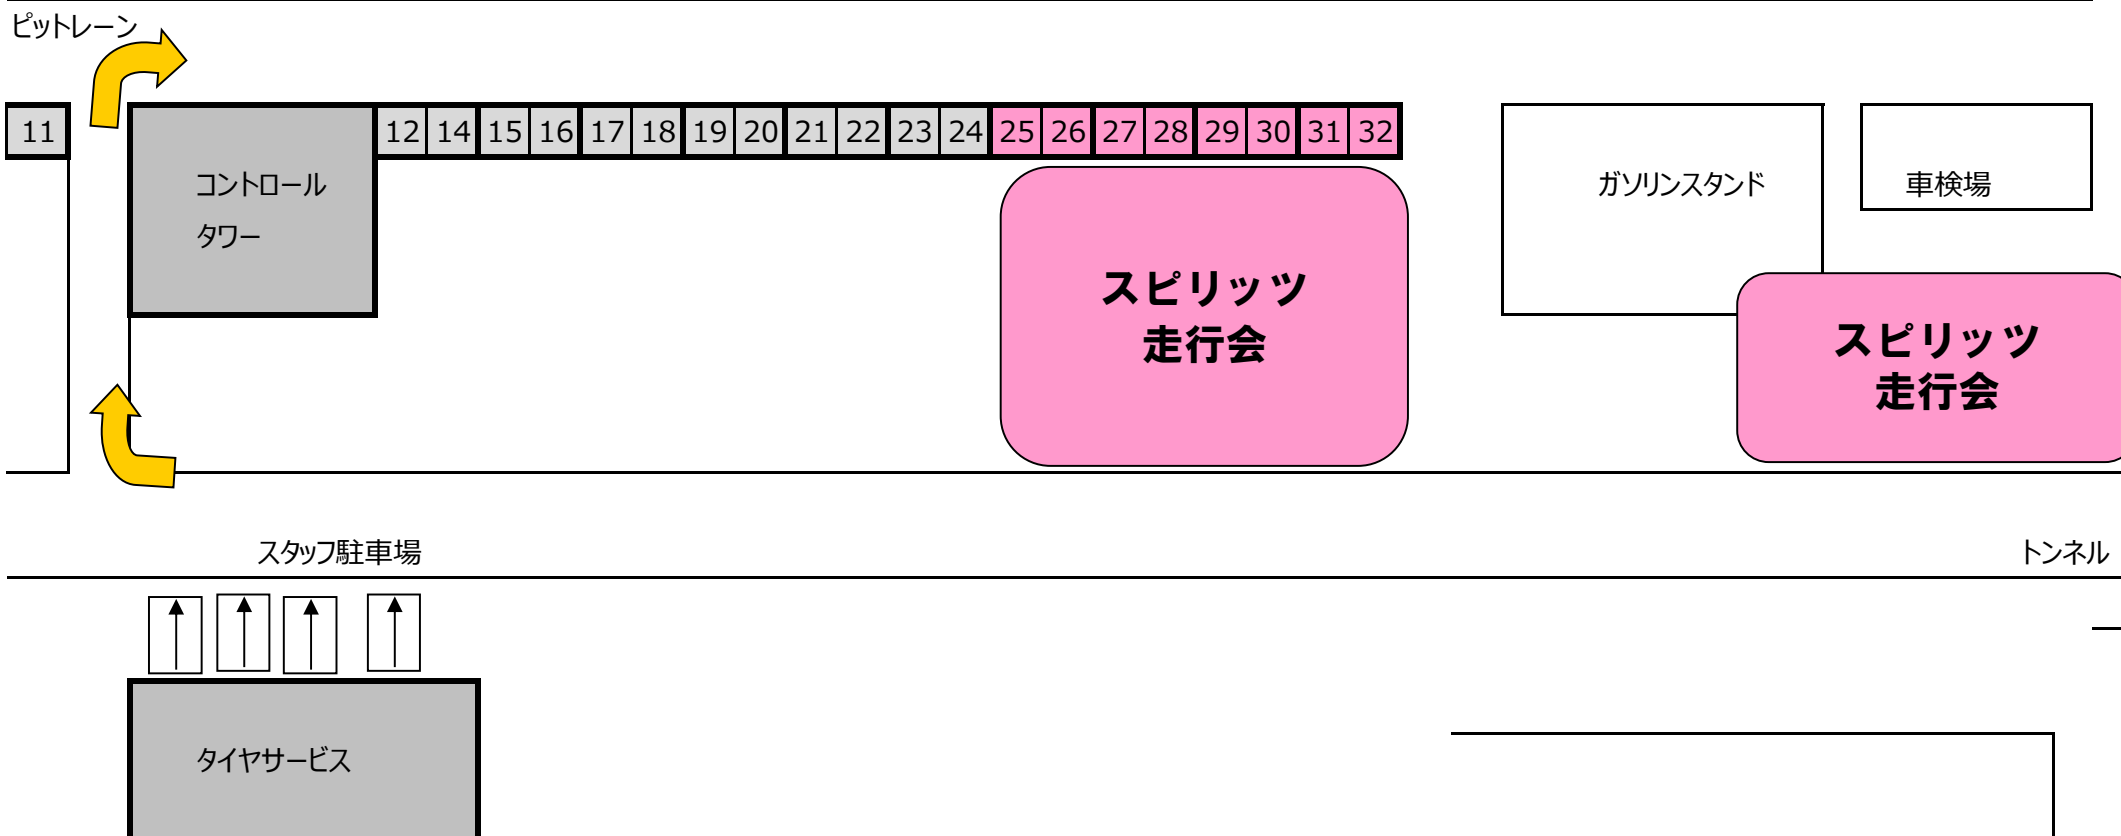 ピットレーン
11 12 14 15 16 17 18 19 20 21 22 23 24 25 26 27 28 29 30 31 32
コントロール
タワー
ガソリンスタンド
車検場
スピリッツ
走行会
スピリッツ
走行会
スタッフ駐車場
トンネル
タイヤサービス